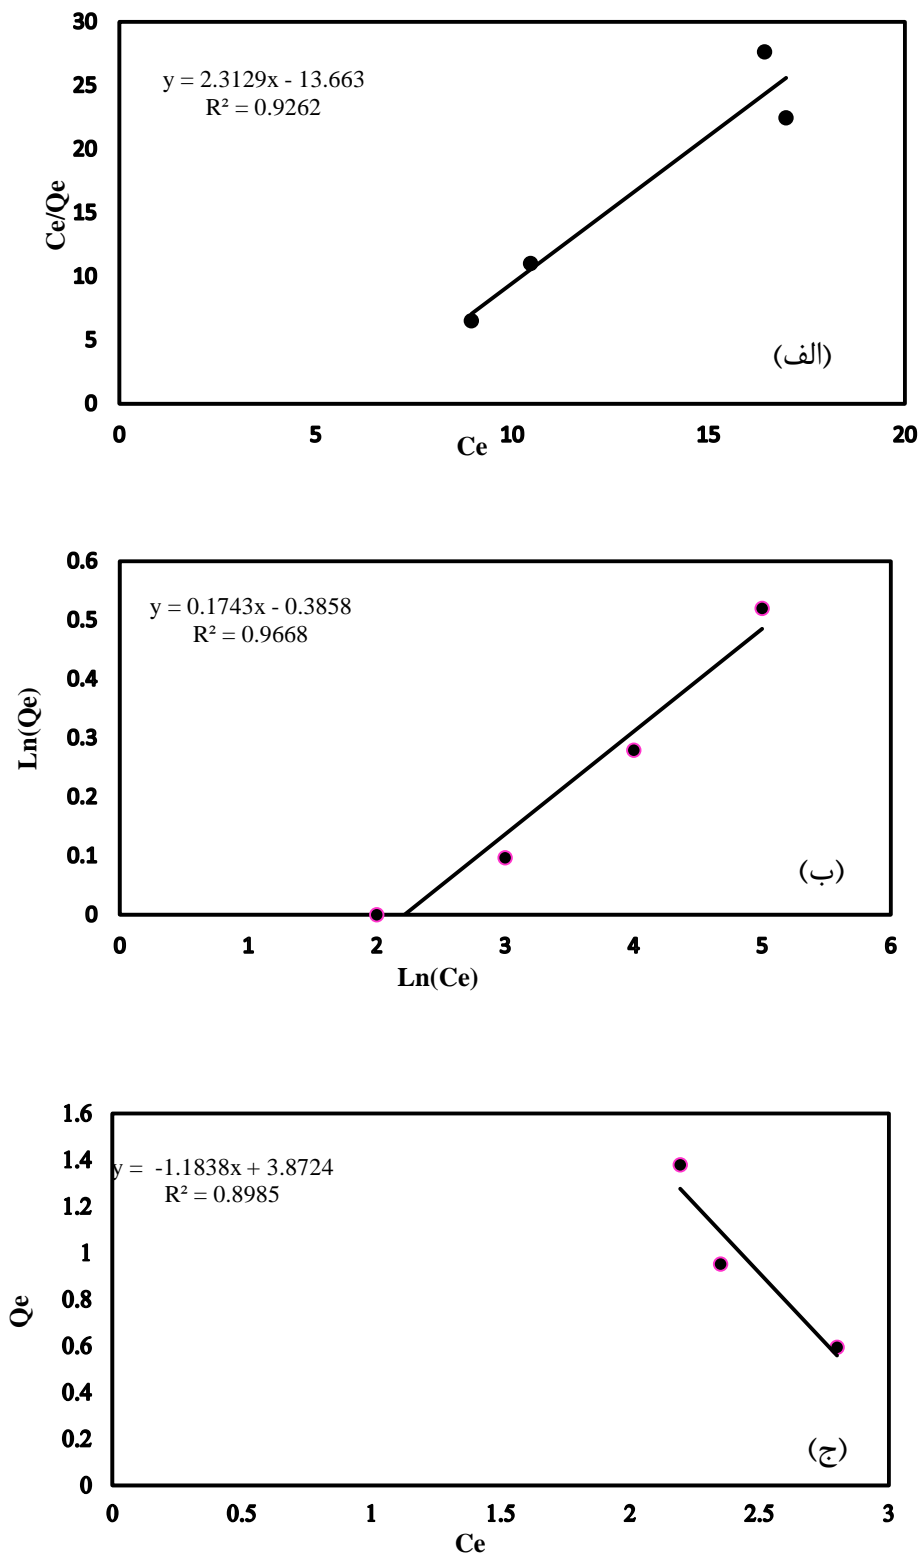 30
25
20
15
10
5
0
Ce/Qe
y = 2.3129x - 13.663
R² = 0.9262
(الف)
0 5 10 15 20
Ce
0.6
0.5
0.4
0.3
0.2
0.1
0
Ln(Qe)
y = 0.1743x - 0.3858
R² = 0.9668
(ب)
0 1 2 3 4 5 6
Ln(Ce)
1.6
1.4
1.2
1
0.8
0.6
0.4
0.2
0
Qe
y = -1.1838x + 3.8724
R² = 0.8985
(ج)
0 0.5 1 1.5 2 2.5 3
Ce